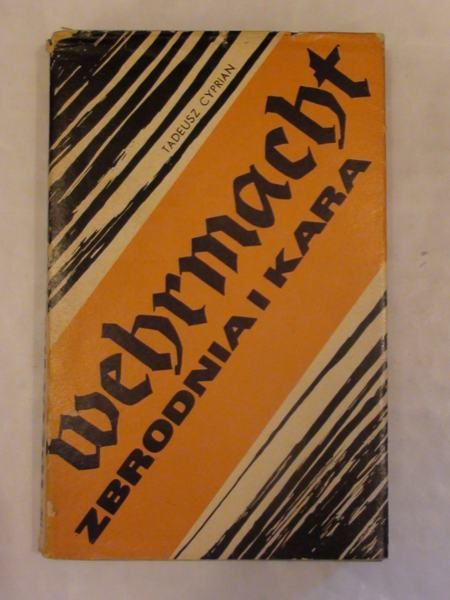 TADEUSZ CYPRIAN
wehrmacht
ZBRODNIA I KARA